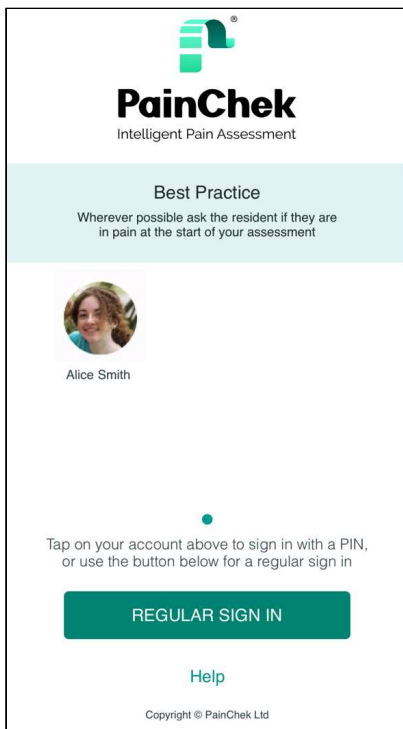 ®
PainChek
Intelligent Pain Assessment
Best Practice
Wherever possible ask the resident if they are
in pain at the start of your assessment
Alice Smith
Tap on your account above to sign in with a PIN,
or use the button below for a regular sign in
REGULAR SIGN IN
Help
Copyright © PainChek Ltd